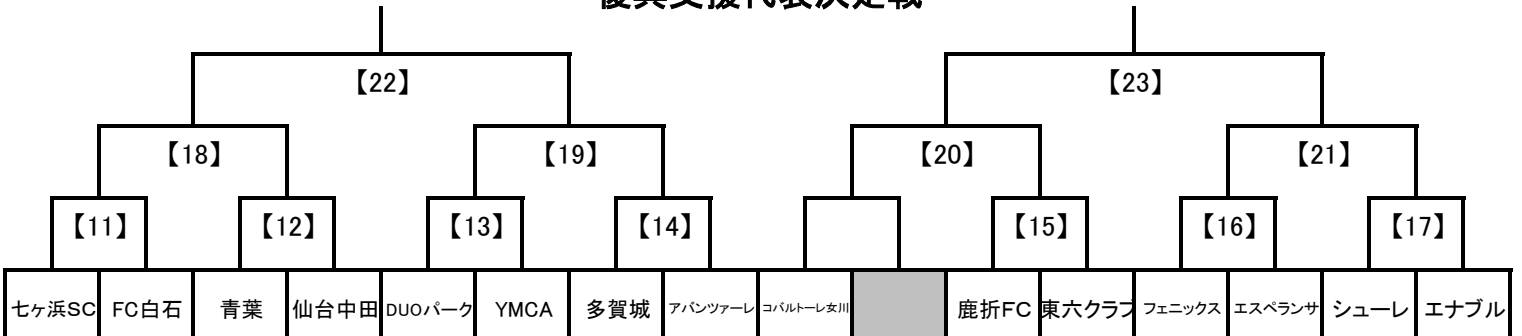 復興支援代表決定戦
【22】 【23】
【18】 【19】 【20】 【21】
【11】 【12】 【13】 【14】 【15】 【16】 【17】
七ヶ浜SC FC白石 青葉 仙台中田 DUOパーク YMCA 多賀城 アバンツァーレ コバルトーレ女川 鹿折FC 東六クラブ フェニックス エスペランサ シューレ エナブル